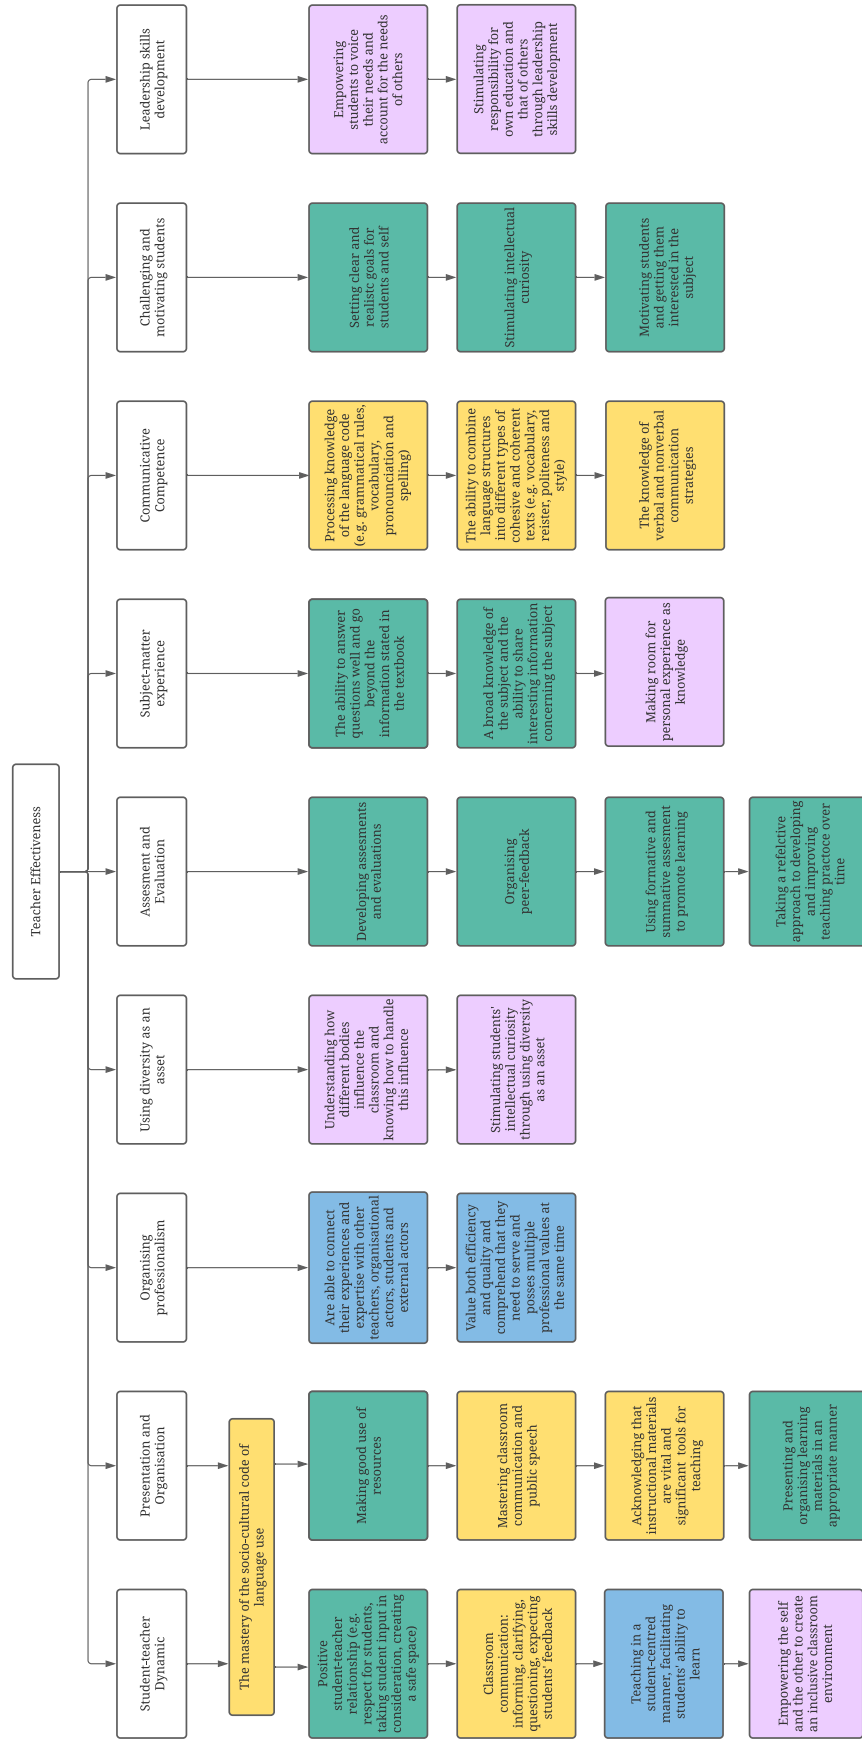 Teacher Effectiveness
Student-teacher
Dynamic
Presentation and
Organisation
Organising
professionalism
Using diversity as an
asset
Assesment and
Evaluation
Subject-matter
experience
Communicative
Competence
Challenging and
motivating students
Leadership skills
development
The mastery of the socio-cultural code of
language use
Positive
student-teacher
relationship (e.g.
respect for students,
taking student input in
consideration, creating
a safe space)
Making good use of
resources
Are able to connect
their experiences and
expertise with other
teachers, organisational
actors, students and
external actors
Understanding how
different bodies
influence the
classroom and
knowing how to handle
this influence
Developing assesments
and evaluations
The ability to answer
questions well and go
beyond the
information stated in
the textbook
Processing knowledge
of the language code
(e.g. grammatical rules,
vocabulary,
pronounciation and
spelling)
Setting clear and
realistc goals for
students and self
Empowering
students to voice
their needs and
account for the needs
of others
Classroom
communication:
informing, clarifying,
questioning, expecting
students' feedback
Mastering classroom
communication and
public speech
Value both efficiency
and quality and
comprehend that they
need to serve and
posses multiple
professional values at
the same time
Stimulating students'
intellectual curiosity
through using diversity
as an asset
Organising
peer-feedback
A broad knowledge of
the subject and the
ability to share
interesting information
concerning the subject
The ability to combine
language structures
into different types of
cohesive and coherent
texts (e.g. vocabulary,
reister, politeness and
style)
Stimulating intellectual
curiosity
Stimulating
responsibility for
own education and
that of others
through leadership
skills development
Teaching in a
student-centred
manner, facilitating
students' ability to
learn
Acknowledging that
instructional materials
are vital and
significant tools for
teaching
Using formative and
summative assesment
to promote learning
Making room for
personal experience as
knowledge
The knowledge of
verbal and nonverbal
communication
strategies
Motivating students
and getting them
interested in the
subject
Empowering the self
and the other to create
an inclusive classroom
environment
Presenting and
organising learning
materials in an
appropriate manner
Taking a refelctive
approach to developing
and improving
teaching practoce over
time